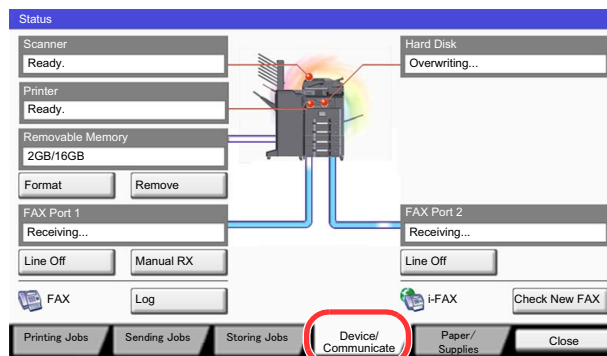 Status
Scanner
Ready.
Hard Disk
Overwriting...
Printer
Ready.
Removable Memory
2GB/16GB
Format
Remove
FAX Port 1
Receiving...
FAX Port 2
Receiving...
Line Off
Manual RX
Line Off
FAX
Log
i-FAX
Check New FAX
Printing Jobs
Sending Jobs
Storing Jobs
Device/
Communicate
Paper/
Supplies
Close